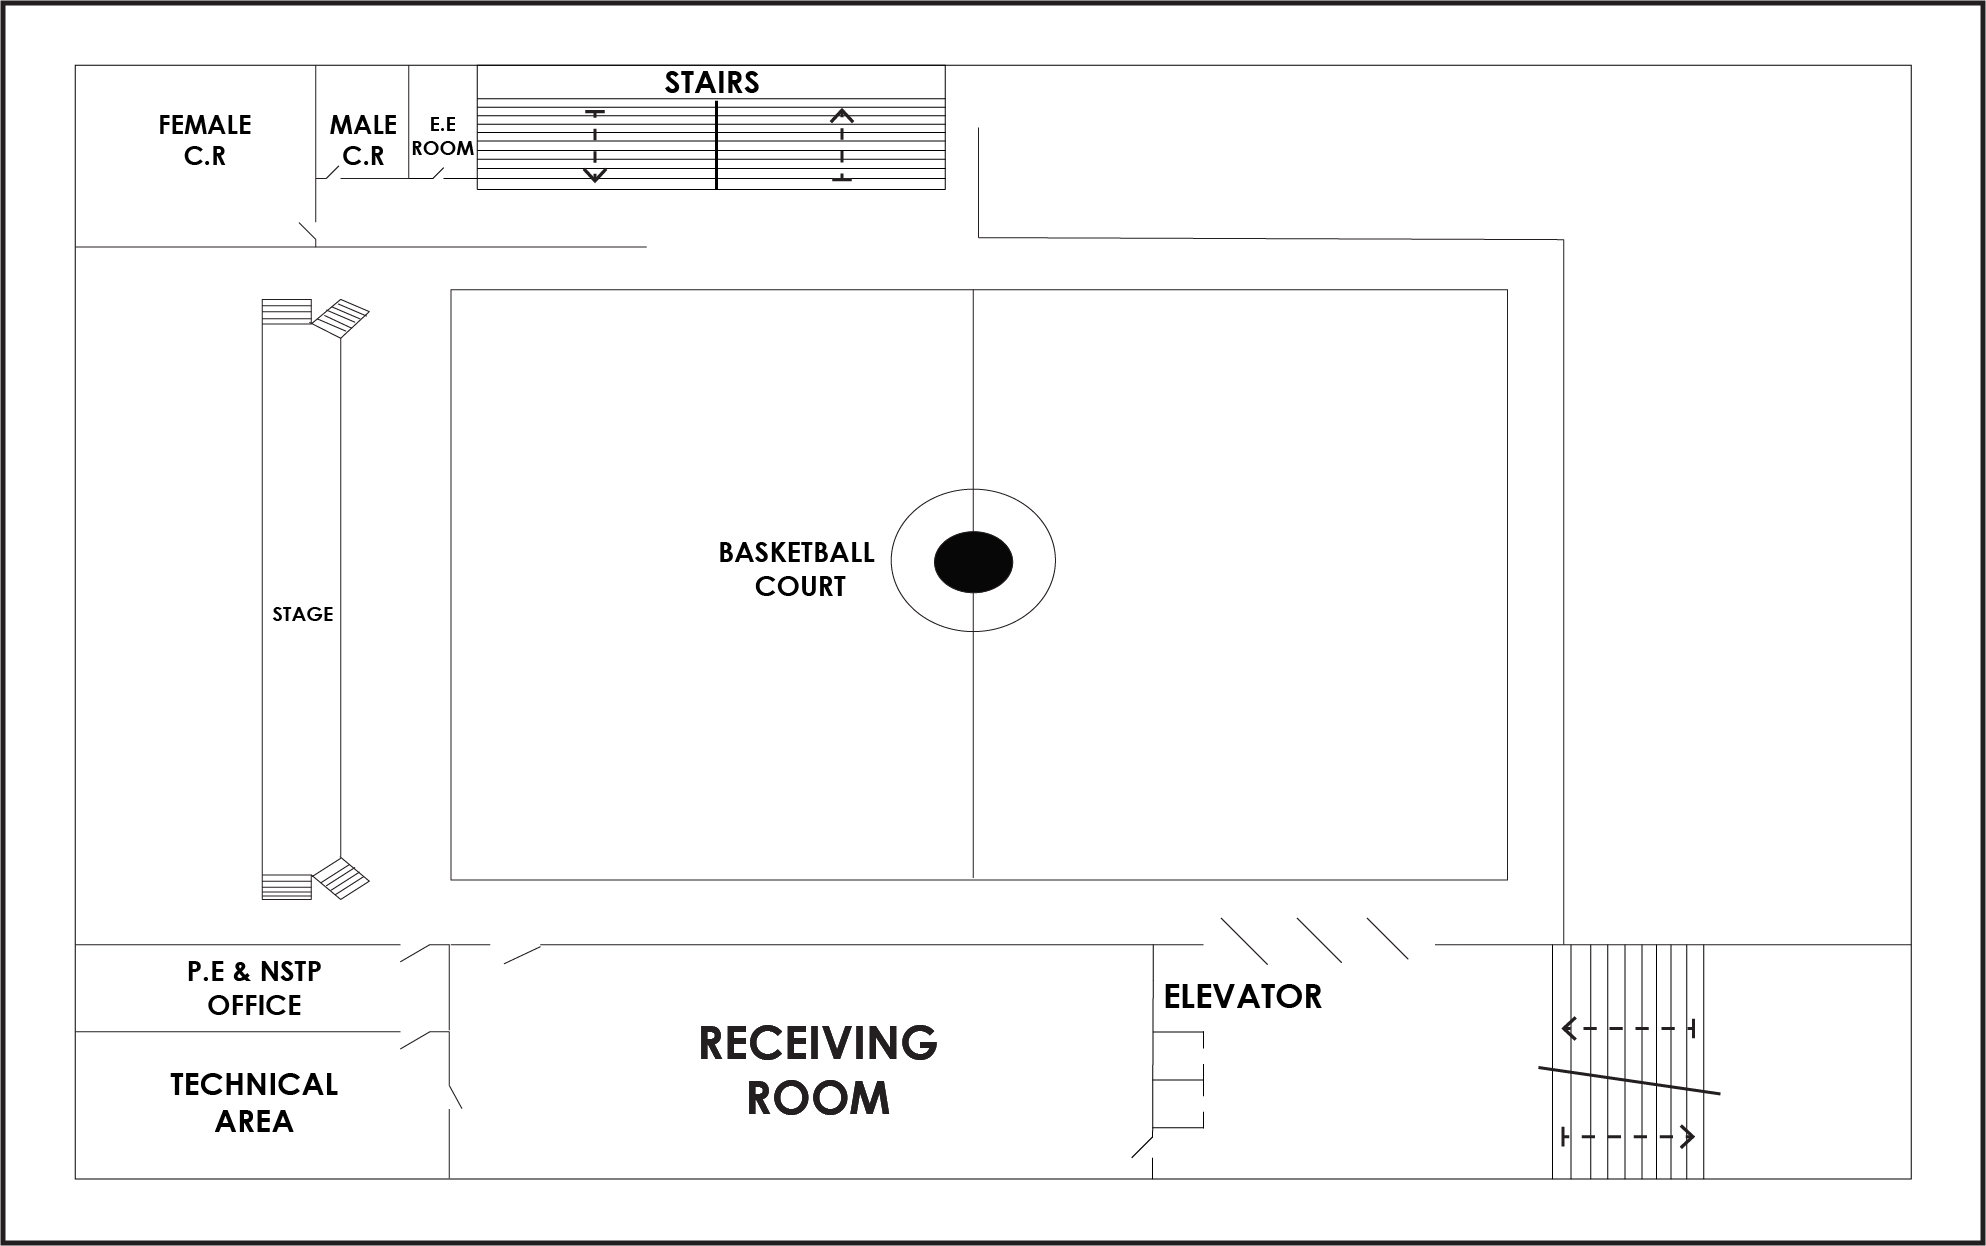 STAIRS
FEMALE
C.R
MALE
C.R
E.E
ROOM
BASKETBALL
COURT
STAGE
P.E & NSTP
OFFICE
ELEVATOR
RECEIVING
ROOM
TECHNICAL
AREA